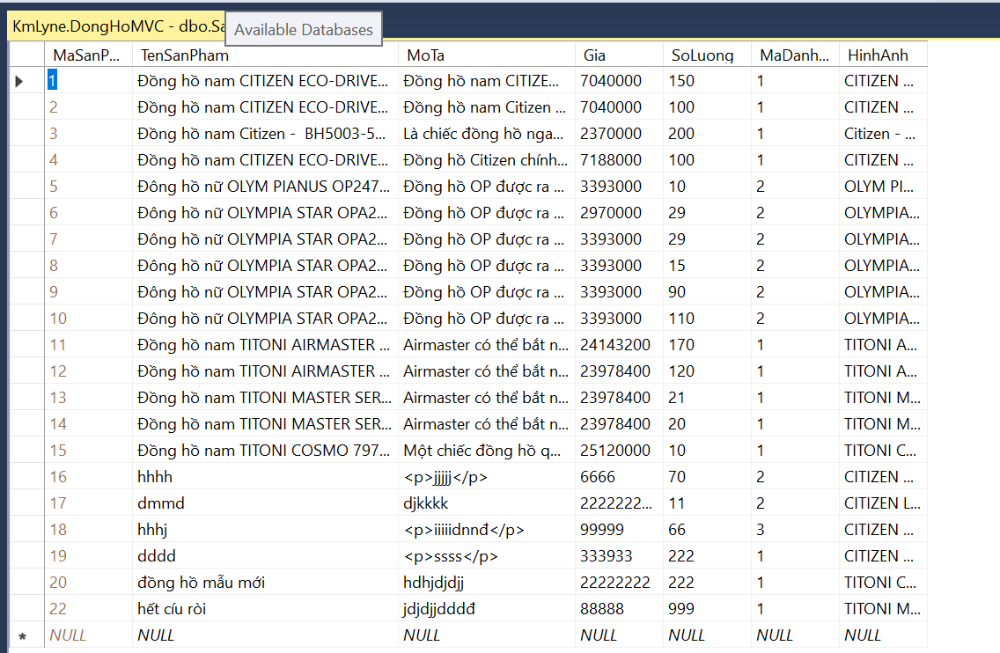 KmLyne.DongHoMVC - dbo.Sa
Available Databases
MaSanP... TenSanPham MoTa Gia SoLuong MaDanh... HinhAnh
1 Đồng hồ nam CITIZEN ECO-DRIVE... Đồng hồ nam CITIZE... 7040000 150 1 CITIZEN ...
2 Đồng hồ nam CITIZEN ECO-DRIVE... Đồng hồ nam Citizen ... 7040000 100 1 CITIZEN ...
3 Đồng hồ nam Citizen - BH5003-5... Là chiếc đồng hồ nga... 2370000 200 1 Citizen - ...
4 Đồng hồ nam CITIZEN ECO-DRIVE... Đồng hồ Citizen chính... 7188000 100 1 CITIZEN ...
5 Đông hồ nữ OLYM PIANUS OP247... Đồng hồ OP được ra ... 3393000 10 2 OLYM PI...
6 Đông hồ nữ OLYMPIA STAR OPA2... Đồng hồ OP được ra ... 2970000 29 2 OLYMPIA...
7 Đông hồ nữ OLYMPIA STAR OPA2... Đồng hồ OP được ra ... 3393000 29 2 OLYMPIA...
8 Đông hồ nữ OLYMPIA STAR OPA2... Đồng hồ OP được ra ... 3393000 15 2 OLYMPIA...
9 Đông hồ nữ OLYMPIA STAR OPA2... Đồng hồ OP được ra ... 3393000 90 2 OLYMPIA...
10 Đông hồ nữ OLYMPIA STAR OPA2... Đồng hồ OP được ra ... 3393000 110 2 OLYMPIA...
11 Đồng hồ nam TITONI AIRMASTER ... Airmaster có thể bắt n... 24143200 170 1 TITONI A...
12 Đồng hồ nam TITONI AIRMASTER ... Airmaster có thể bắt n... 23978400 120 1 TITONI A...
13 Đồng hồ nam TITONI MASTER SER... Airmaster có thể bắt n... 23978400 21 1 TITONI M...
14 Đồng hồ nam TITONI MASTER SER... Airmaster có thể bắt n... 23978400 20 1 TITONI M...
15 Đồng hồ nam TITONI COSMO 797... Một chiếc đồng hồ q... 25120000 10 1 TITONI C...
16 hhhh <p>jjjjj</p> 6666 70 2 CITIZEN ...
17 dmmd djkkkk 2222222... 11 2 CITIZEN L...
18 hhhj <p>iiiiidnnđ</p> 99999 66 3 CITIZEN ...
19 dddd <p>ssss</p> 333933 222 1 CITIZEN ...
20 đồng hồ mẫu mới hdhjdjdjj 22222222 222 1 TITONI C...
22 hết cíu ròi jdjdjjdddđ 88888 999 1 TITONI M...
NULL NULL NULL NULL NULL NULL NULL